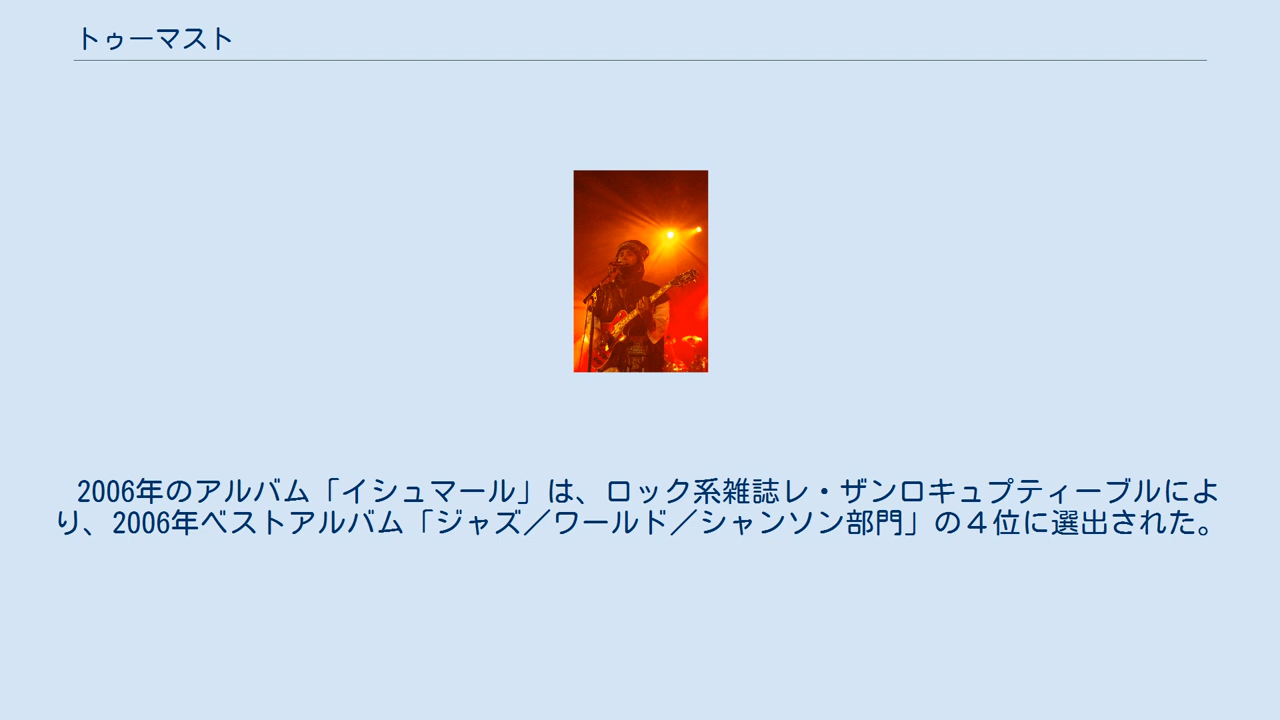 トゥーマスト
2006年のアルバム「イシュマール」は、ロック系雑誌レ・ザンロキュプティーブルによ
り、2006年ベストアルバム「ジャズ／ワールド／シャンソン部門」の４位に選出された。